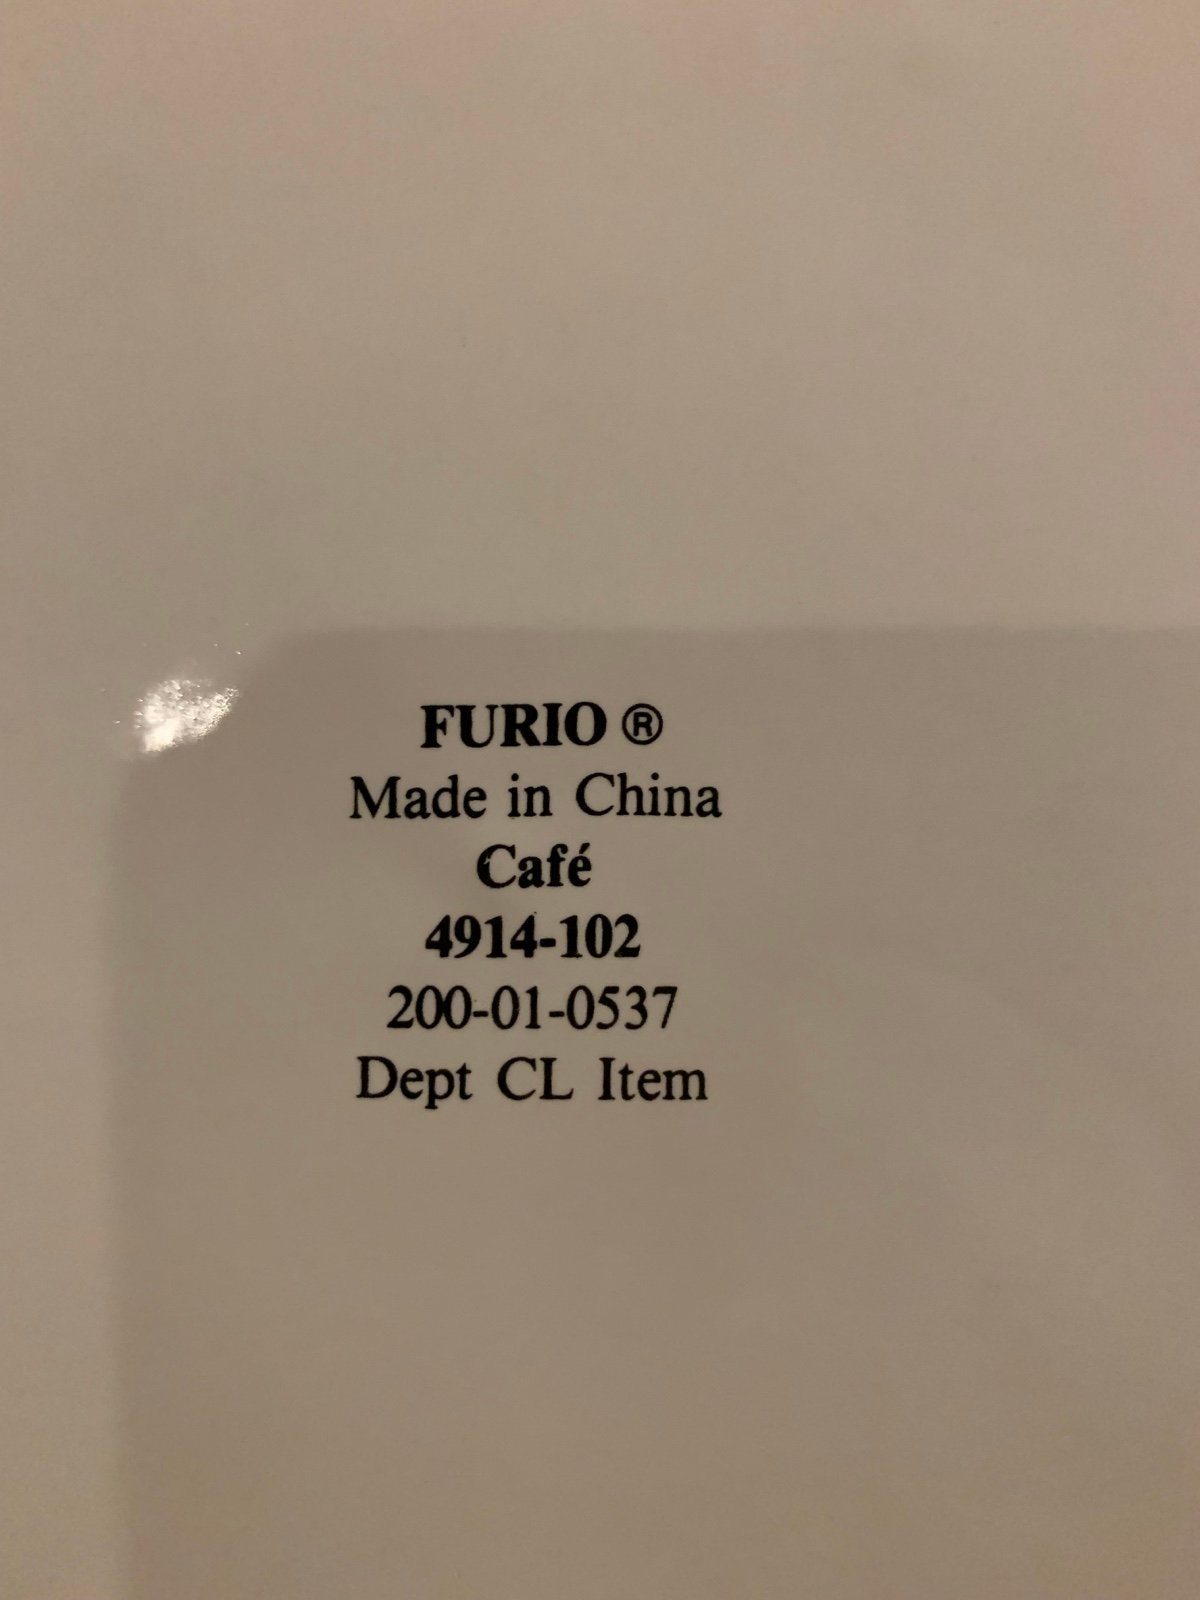 FURIO ®
Made in China
Café
4914-102
200-01-0537
Dept CL Item